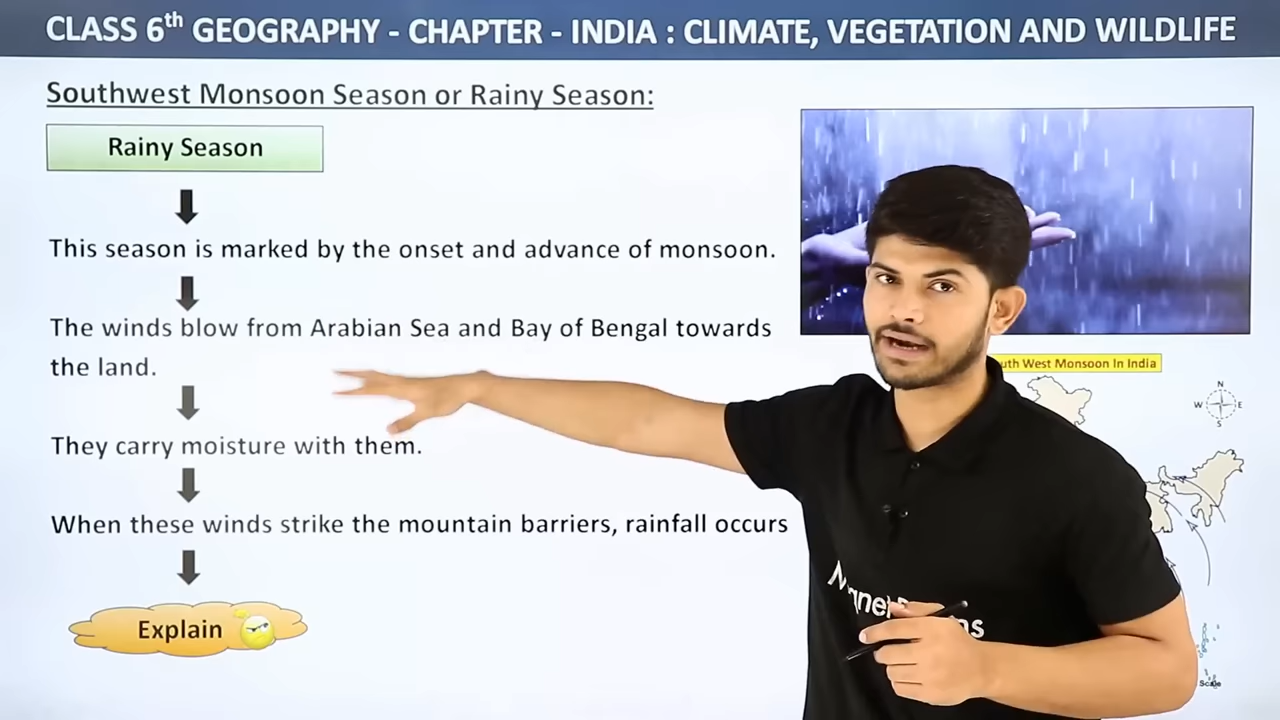 CLASS 6th GEOGRAPHY - CHAPTER - INDIA : CLIMATE, VEGETATION AND WILDLIFE
Southwest Monsoon Season or Rainy Season:
Rainy Season
This season is marked by the onset and advance of monsoon.
The winds blow from Arabian Sea and Bay of Bengal towards
the land.
They carry moisture with them.
When these winds strike the mountain barriers, rainfall occurs
Explain
West Monsoon In India
N
W E
S
Scale